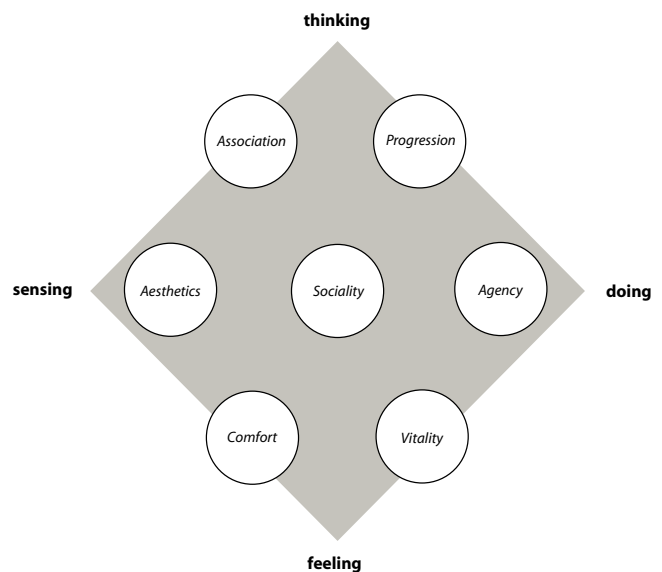 thinking
Association
Progression
sensing
Aesthetics
Sociality
Agency
doing
Comfort
Vitality
feeling